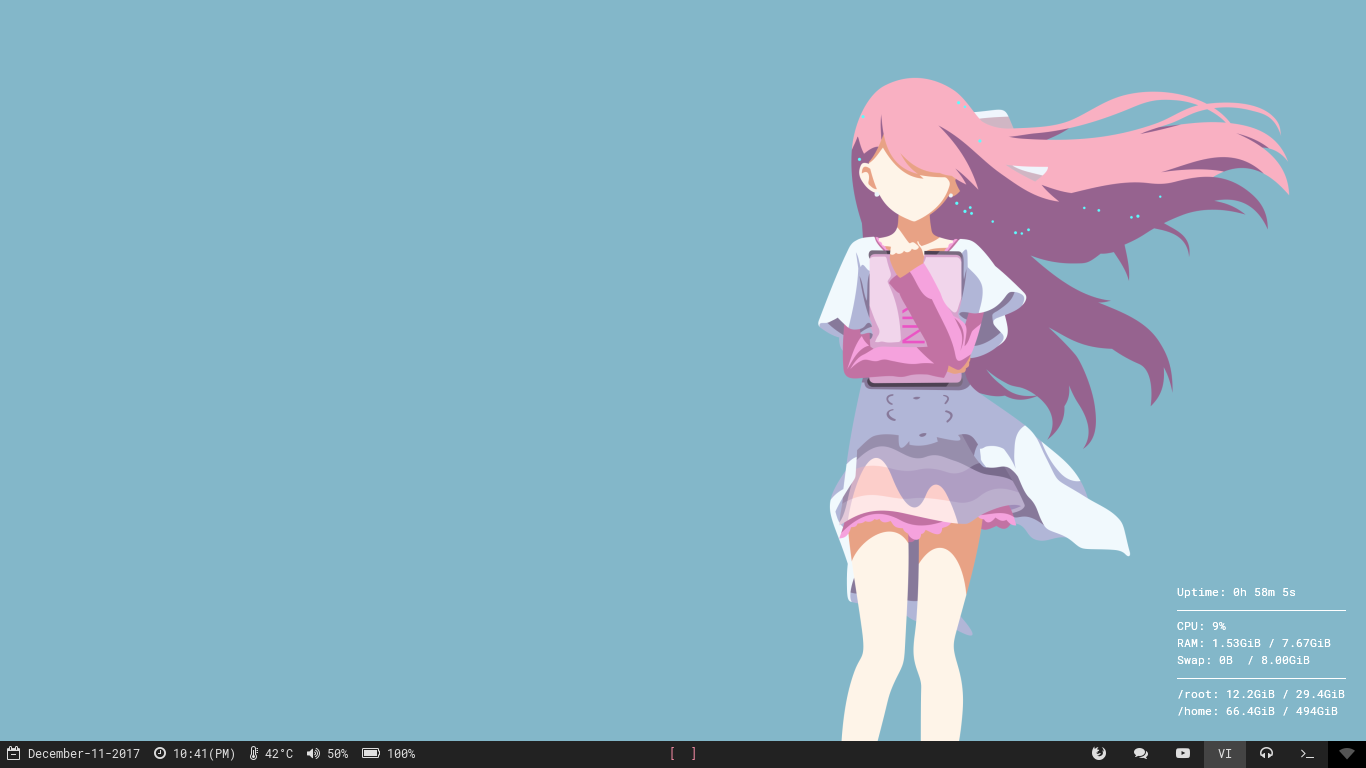 Uptime: 0h 58m 5s
CPU: 9%
RAM: 1.53GiB / 7.67GiB
Swap: 0B  / 8.00GiB
/root: 12.2GiB / 29.4GiB
/home: 66.4GiB / 494GiB
December-11-2017 10:41(PM) 42°C 50% 100% [ ] VI